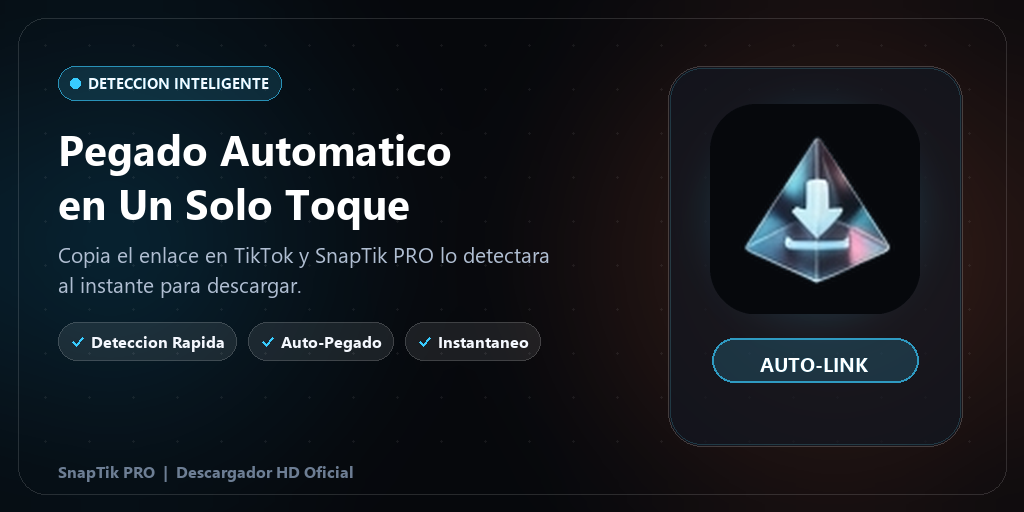 DETECCION INTELIGENTE
Pegado Automatico
en Un Solo Toque
Copia el enlace en TikTok y SnapTik PRO lo detectara
al instante para descargar.
Deteccion Rapida
Auto-Pegado
Instantaneo
AUTO-LINK
SnapTik PRO | Descargador HD Oficial